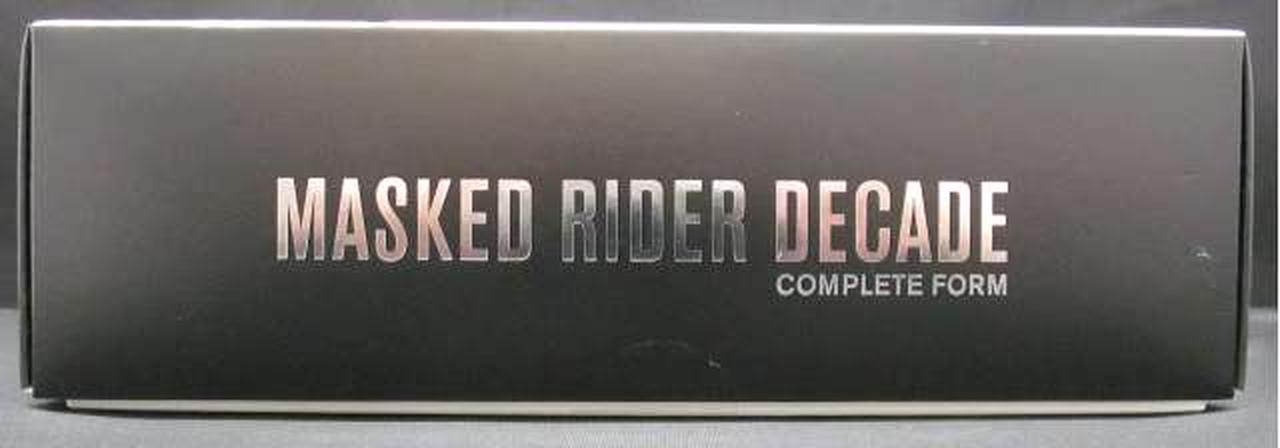 MASKED RIDER DECADE
COMPLETE FORM